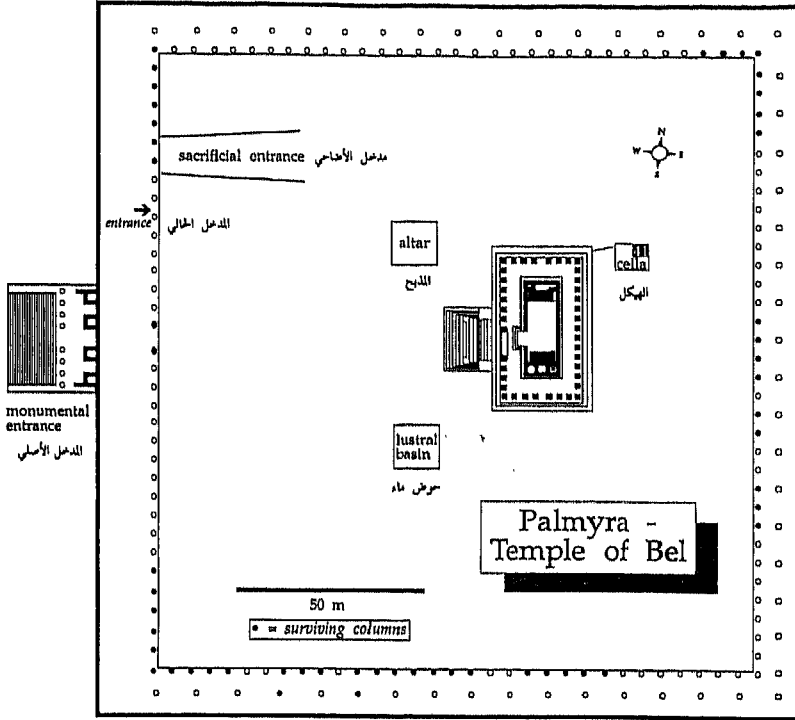 N
W
E
S
sacrificial entrance مدخل الأضاحي
entrance المدخل الحالي
altar
المذبح
cella
الهيكل
monumental
entrance
المدخل الأصلي
lustral
basin
حوض ماء
Palmyra -
Temple of Bel
50 m
• = surviving columns